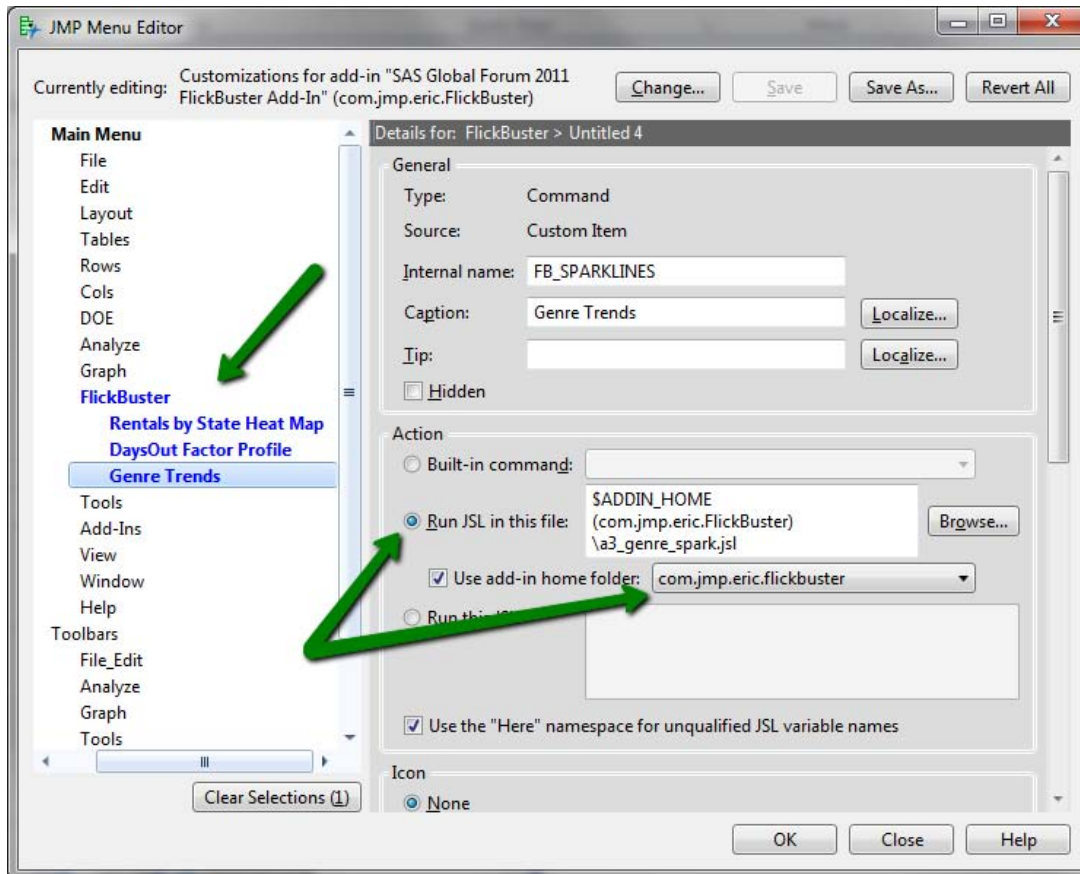 JMP Menu Editor
Currently editing: Customizations for add-in "SAS Global Forum 2011
FlickBuster Add-In" (com.jmp.eric.FlickBuster)
Change...
Save
Save As...
Revert All
Main Menu
File
Edit
Layout
Tables
Rows
Cols
DOE
Analyze
Graph
FlickBuster
Rentals by State Heat Map
DaysOut Factor Profile
Genre Trends
Tools
Add-Ins
View
Window
Help
Toolbars
File_Edit
Analyze
Graph
Tools
Clear Selections (1)
Details for: FlickBuster > Untitled 4
General
Type: Command
Source: Custom Item
Internal name: FB_SPARKLINES
Caption: Genre Trends Localize...
Tip: Localize...
Hidden
Action
Built-in command:
Run JSL in this file: $ADDIN_HOME
(com.jmp.eric.FlickBuster)
\a3_genre_spark.jsl
Browse...
Use add-in home folder: com.jmp.eric.flickbuster
Run this
Use the "Here" namespace for unqualified JSL variable names
Icon
None
OK
Close
Help